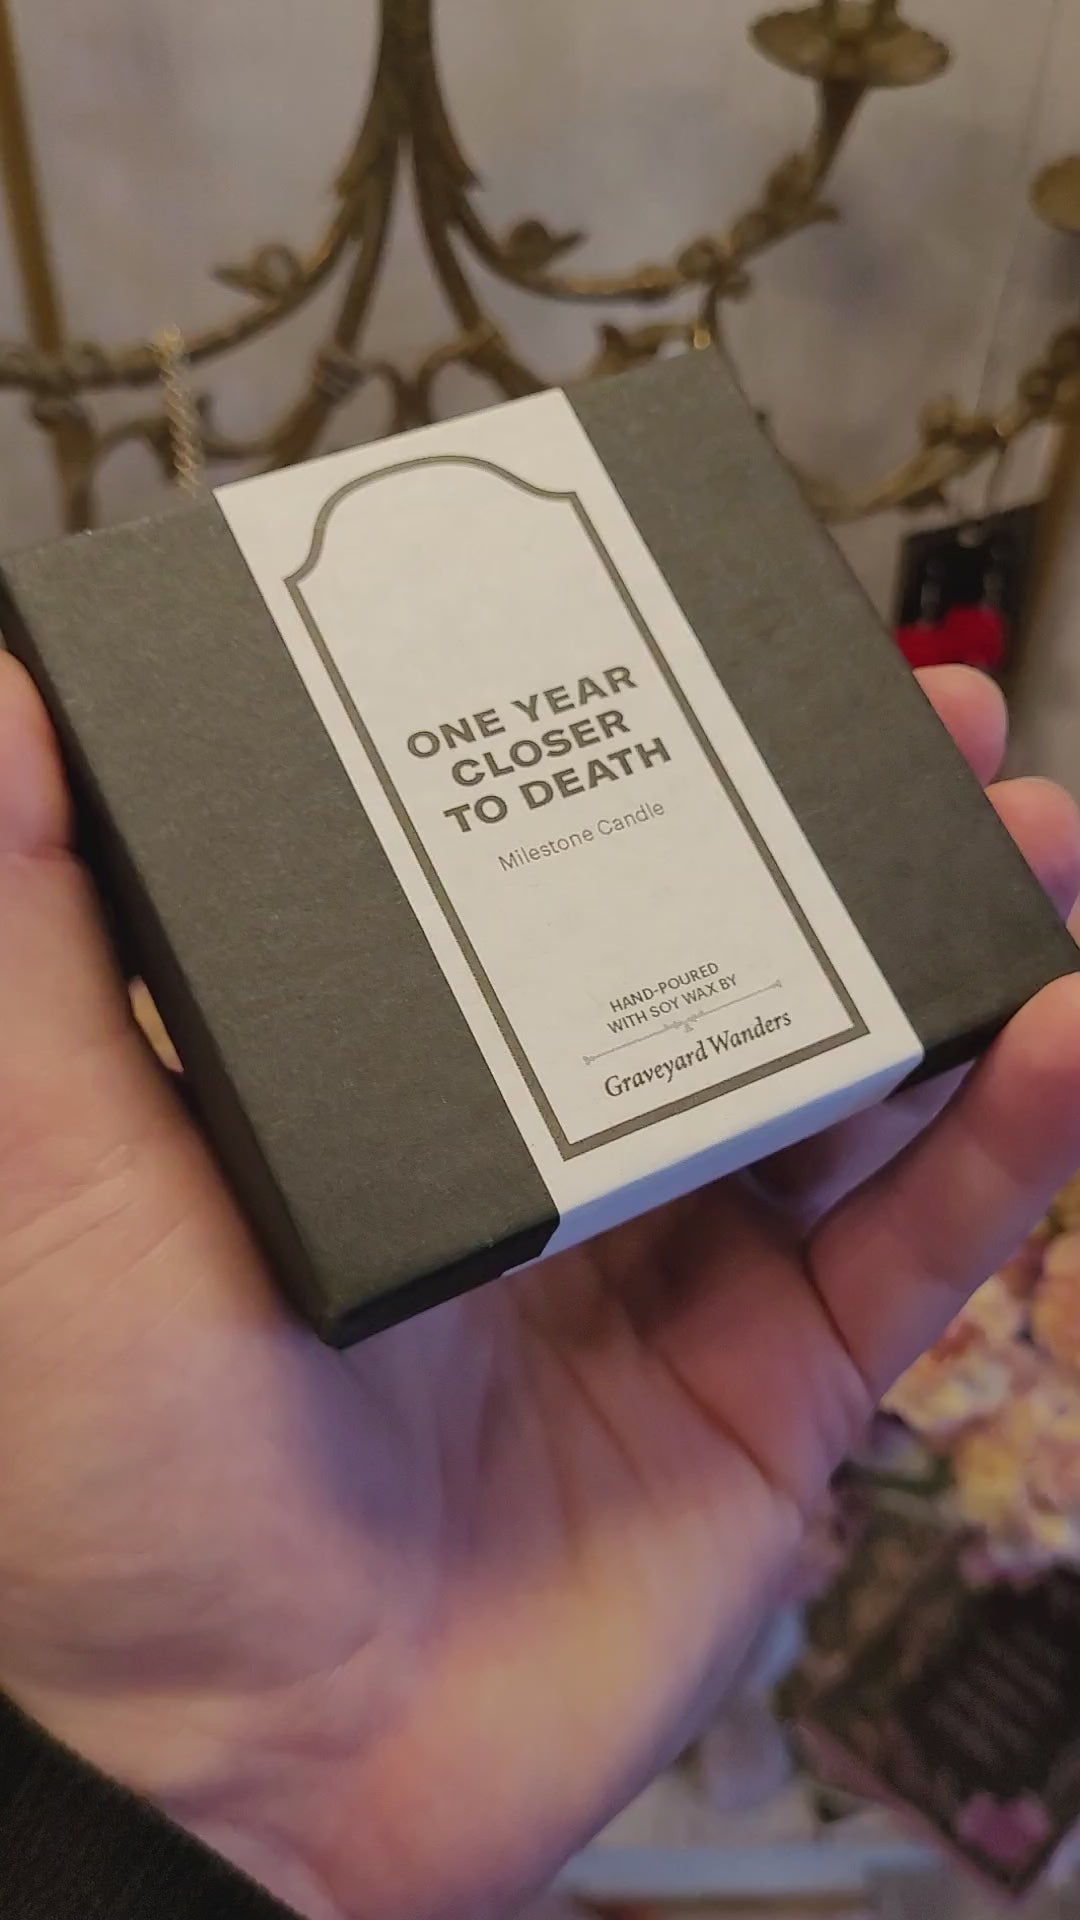 ONE YEAR
CLOSER
TO DEATH
Milestone Candle
HAND-POURED
WITH SOY WAX BY
Graveyard Wanders